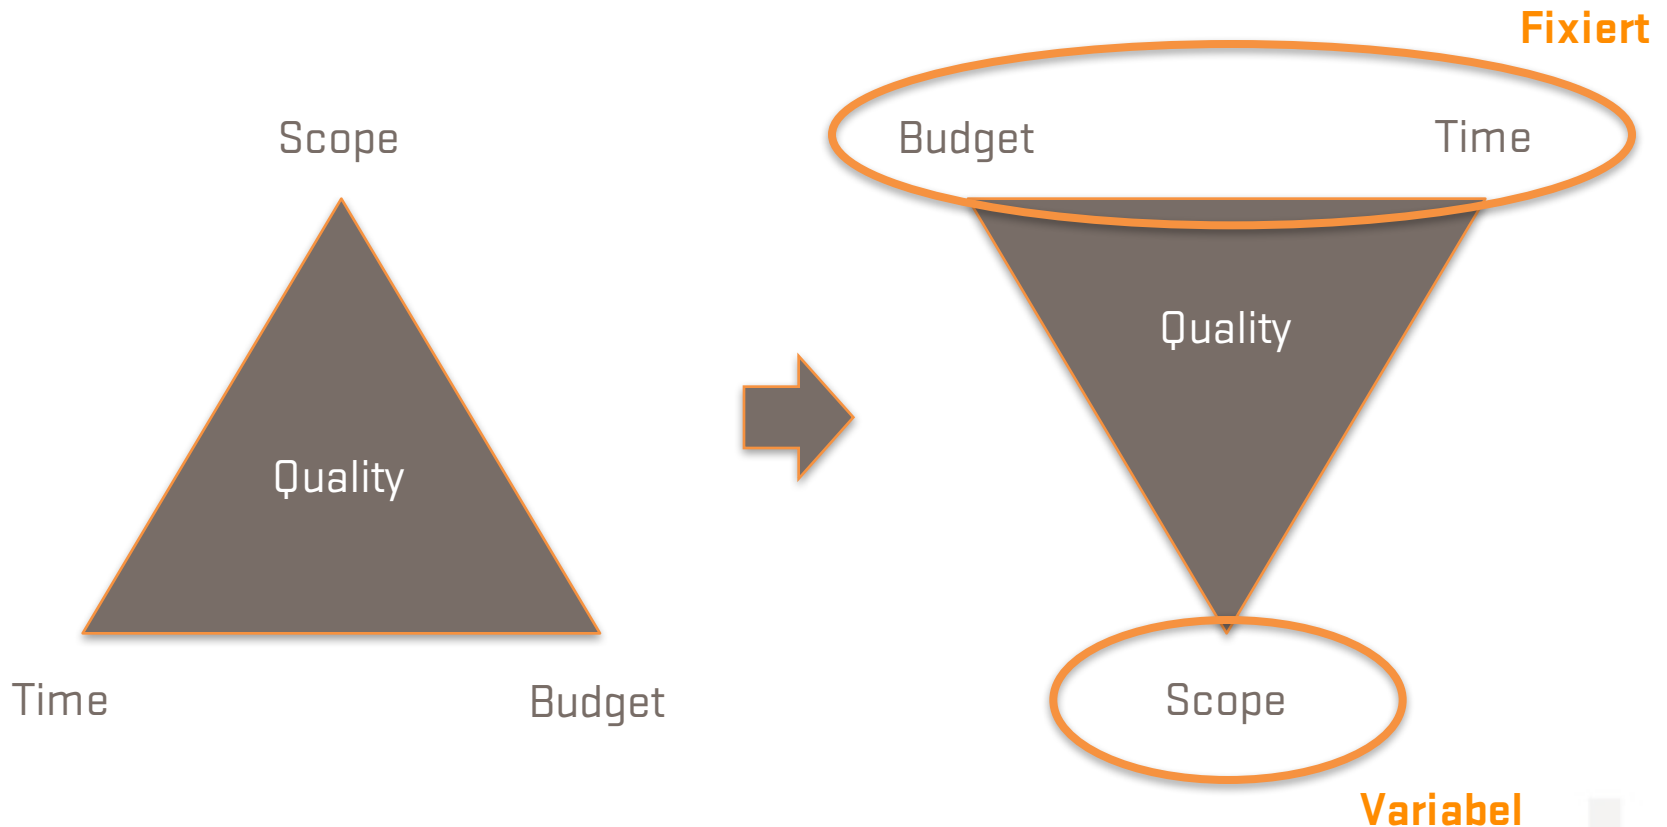 Scope
Quality
Time
Budget
Fixiert
Budget
Time
Quality
Scope
Variabel